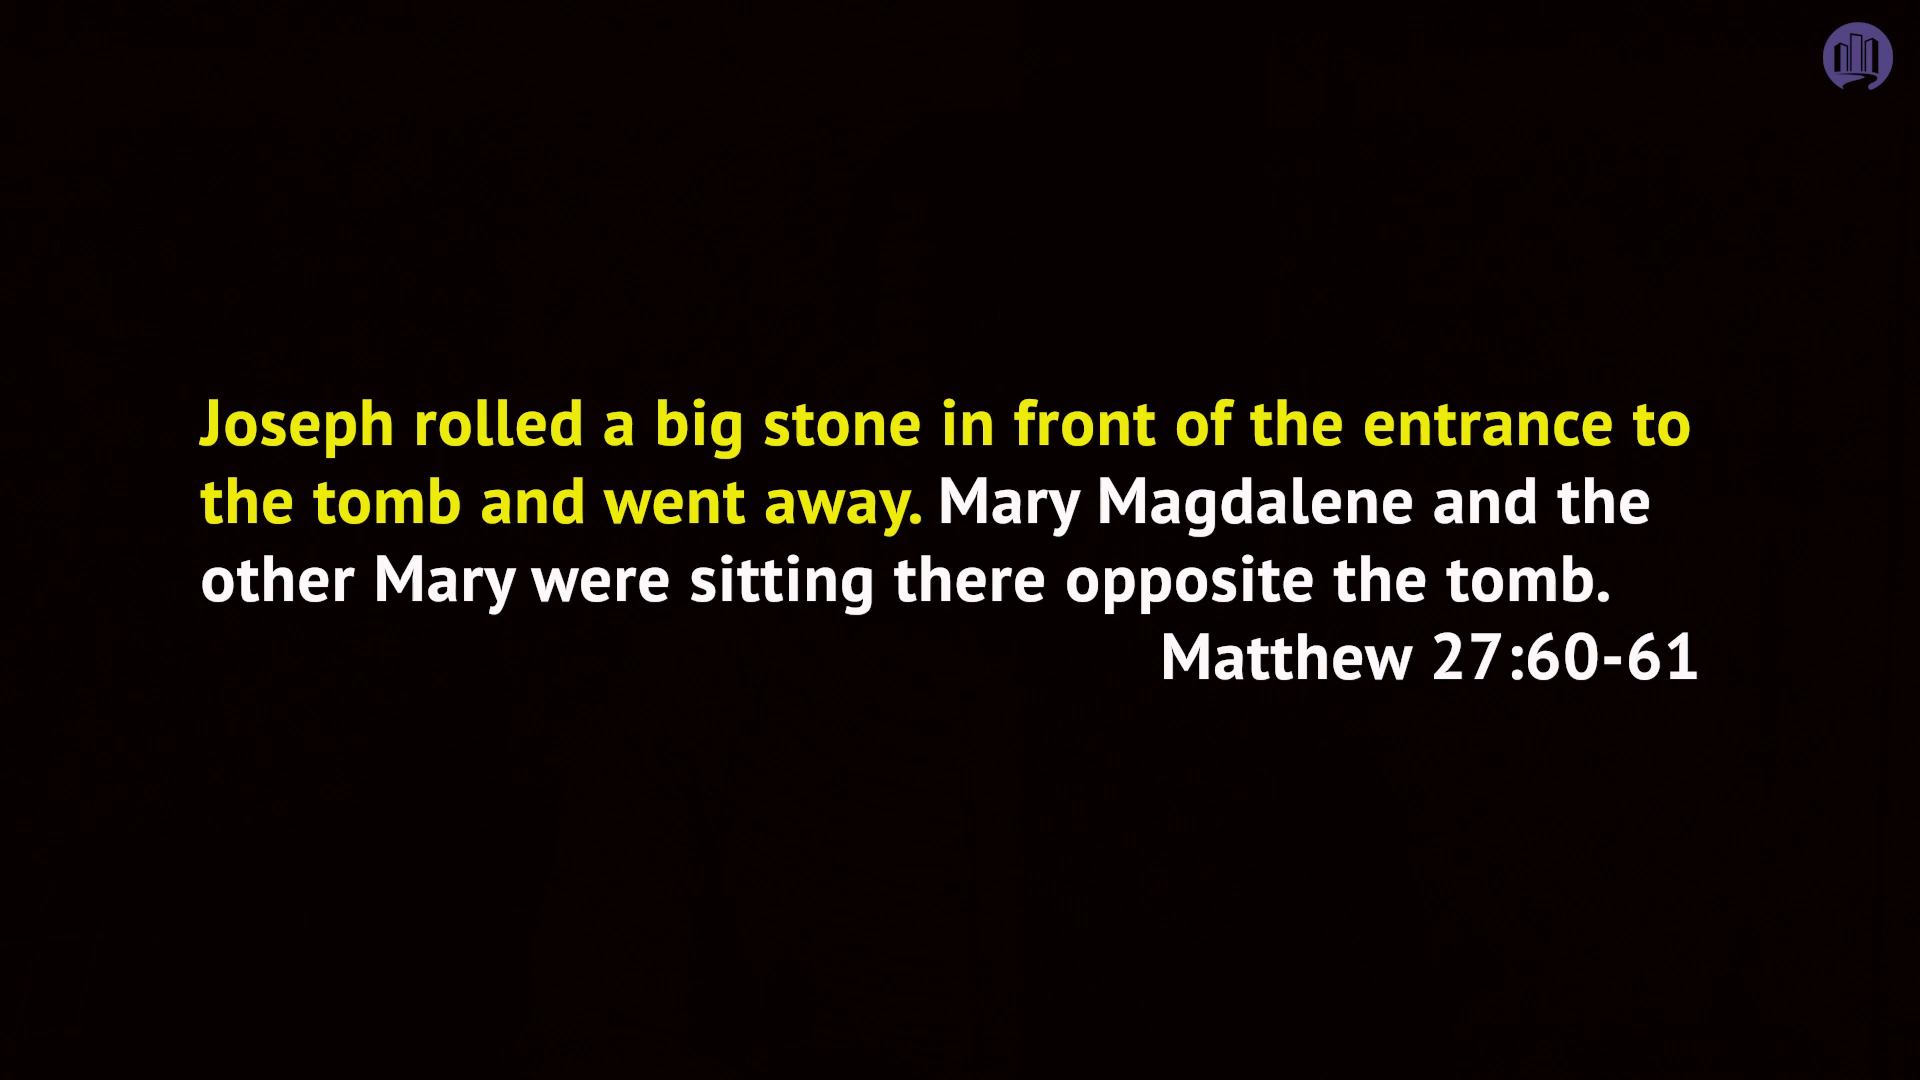 Joseph rolled a big stone in front of the entrance to
the tomb and went away. Mary Magdalene and the
other Mary were sitting there opposite the tomb.
Matthew 27:60-61